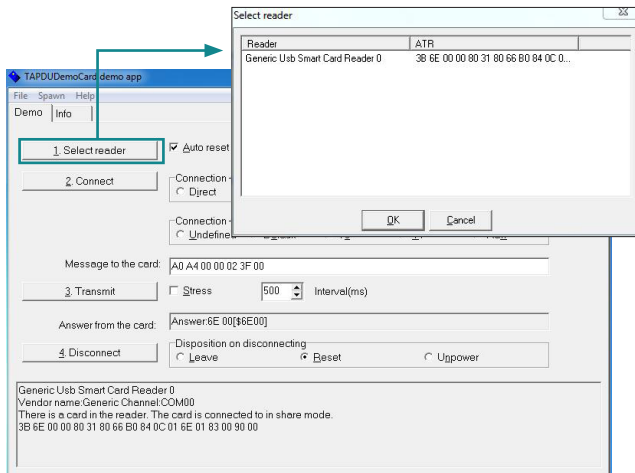 Select reader
Reader ATR
Generic Usb Smart Card Reader 0 3B 6E 00 00 80 31 80 66 B0 84 0C 0...
OK Cancel
TAPDUDemoCard demo app
File Spawn Help
Demo Info
1. Select reader Auto reset
2. Connect Connection
Direct
Connection
Undefined
Message to the card: A0 A4 00 00 02 3F 00
3. Transmit Stress 500 Interval(ms)
Answer from the card: Answer:6E 00[$6E00]
Disposition on disconnecting
4. Disconnect Leave Reset Unpower
Generic Usb Smart Card Reader 0
Vendor name:Generic Channel:COM00
There is a card in the reader. The card is connected to in share mode.
3B 6E 00 00 80 31 80 66 B0 84 0C 01 6E 01 83 00 90 00